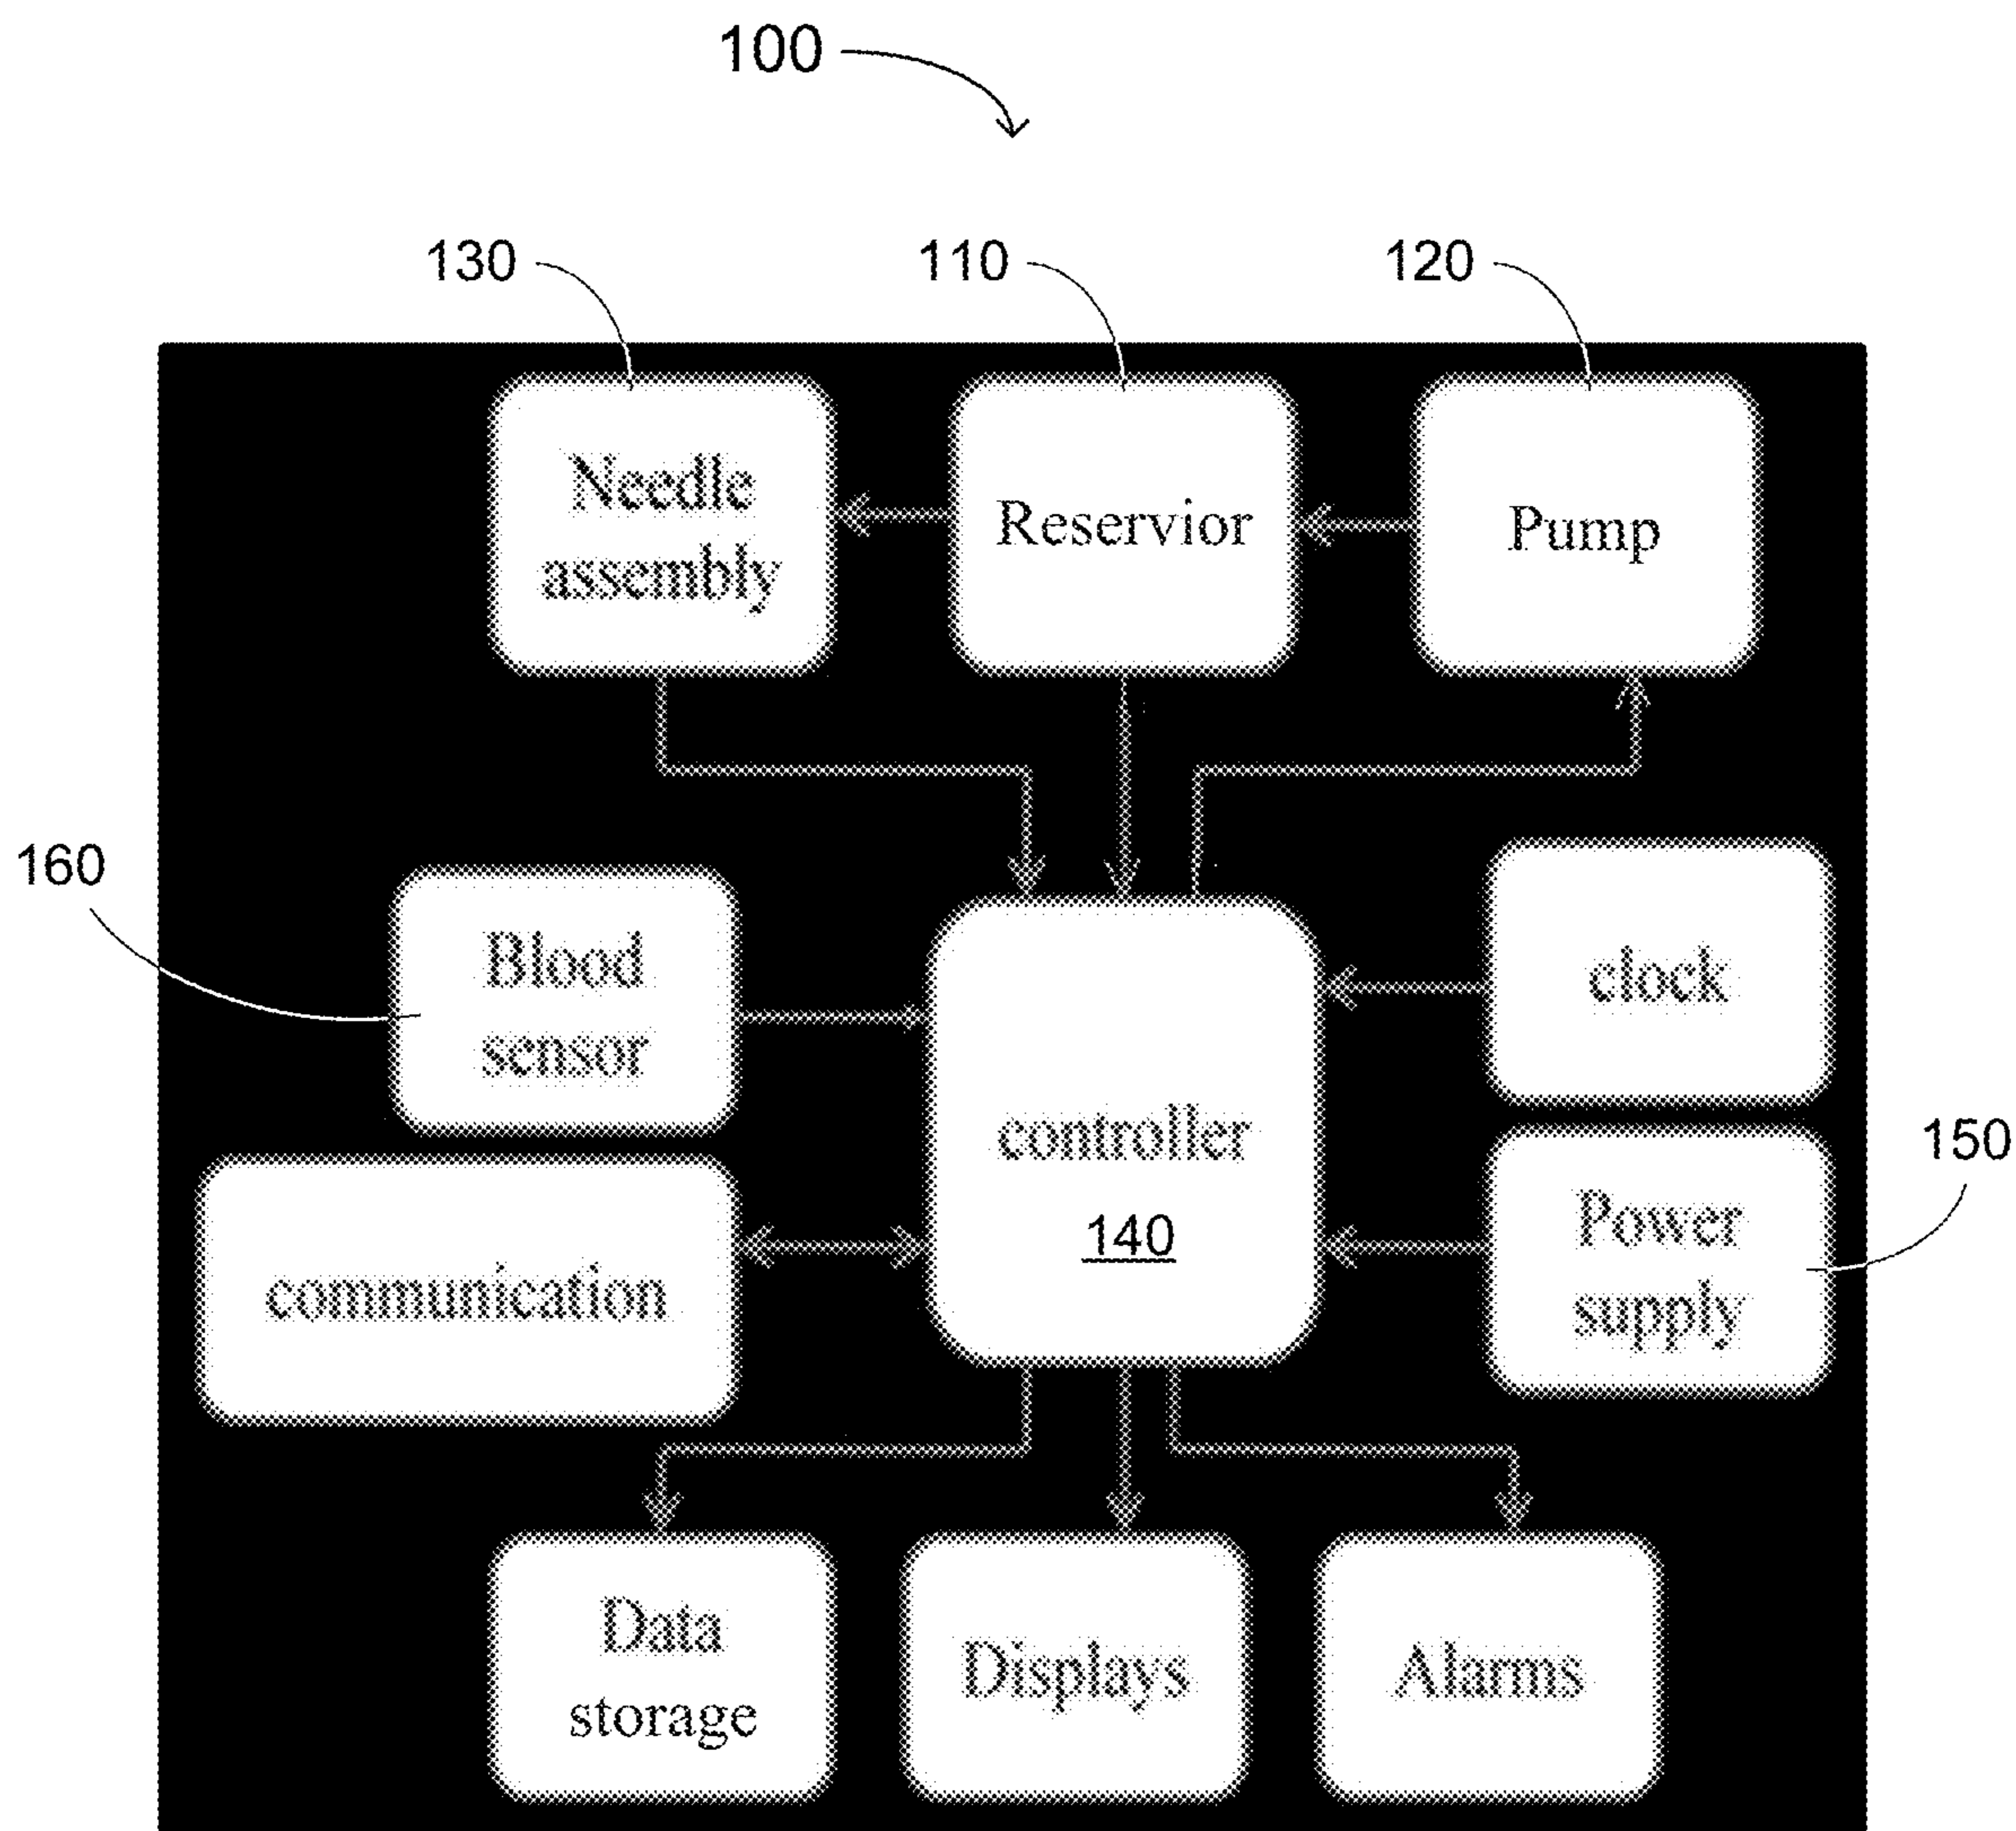 100
130
110
120
Needle
assembly
Reservior
Pump
160
Blood
sensor
clock
controller
140
150
communication
Power
supply
Data
storage
Displays
Alarms